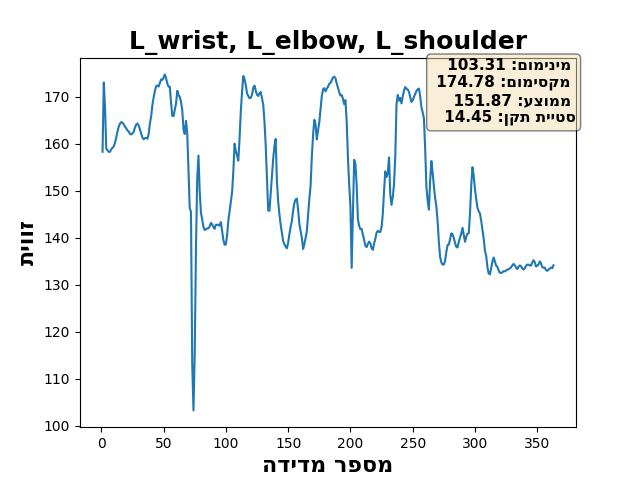 L_wrist, L_elbow, L_shoulder
מינימום: 103.31
מקסימום: 174.78
ממוצע: 151.87
סטיית תקן: 14.45
זווית
170
160
150
140
130
120
110
100
0 50 100 150 200 250 300 350
מספר מדידה